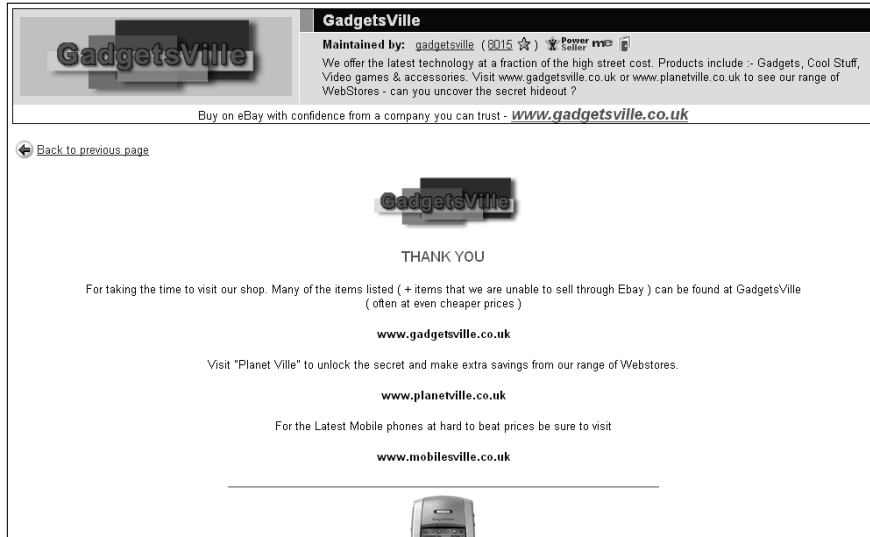 GadgetsVille
GadgetsVille
Maintained by: gadgetsville ( 8015 ) Power Seller me
We offer the latest technology at a fraction of the high street cost. Products include :- Gadgets, Cool Stuff,
Video games & accessories. Visit www.gadgetsville.co.uk or www.planetville.co.uk to see our range of
WebStores - can you uncover the secret hideout ?
Buy on eBay with confidence from a company you can trust - www.gadgetsville.co.uk
Back to previous page
GadgetsVille
THANK YOU
For taking the time to visit our shop. Many of the items listed ( + items that we are unable to sell through Ebay ) can be found at GadgetsVille
( often at even cheaper prices )
www.gadgetsville.co.uk
Visit "Planet Ville" to unlock the secret and make extra savings from our range of Webstores.
www.planetville.co.uk
For the Latest Mobile phones at hard to beat prices be sure to visit
www.mobilesville.co.uk